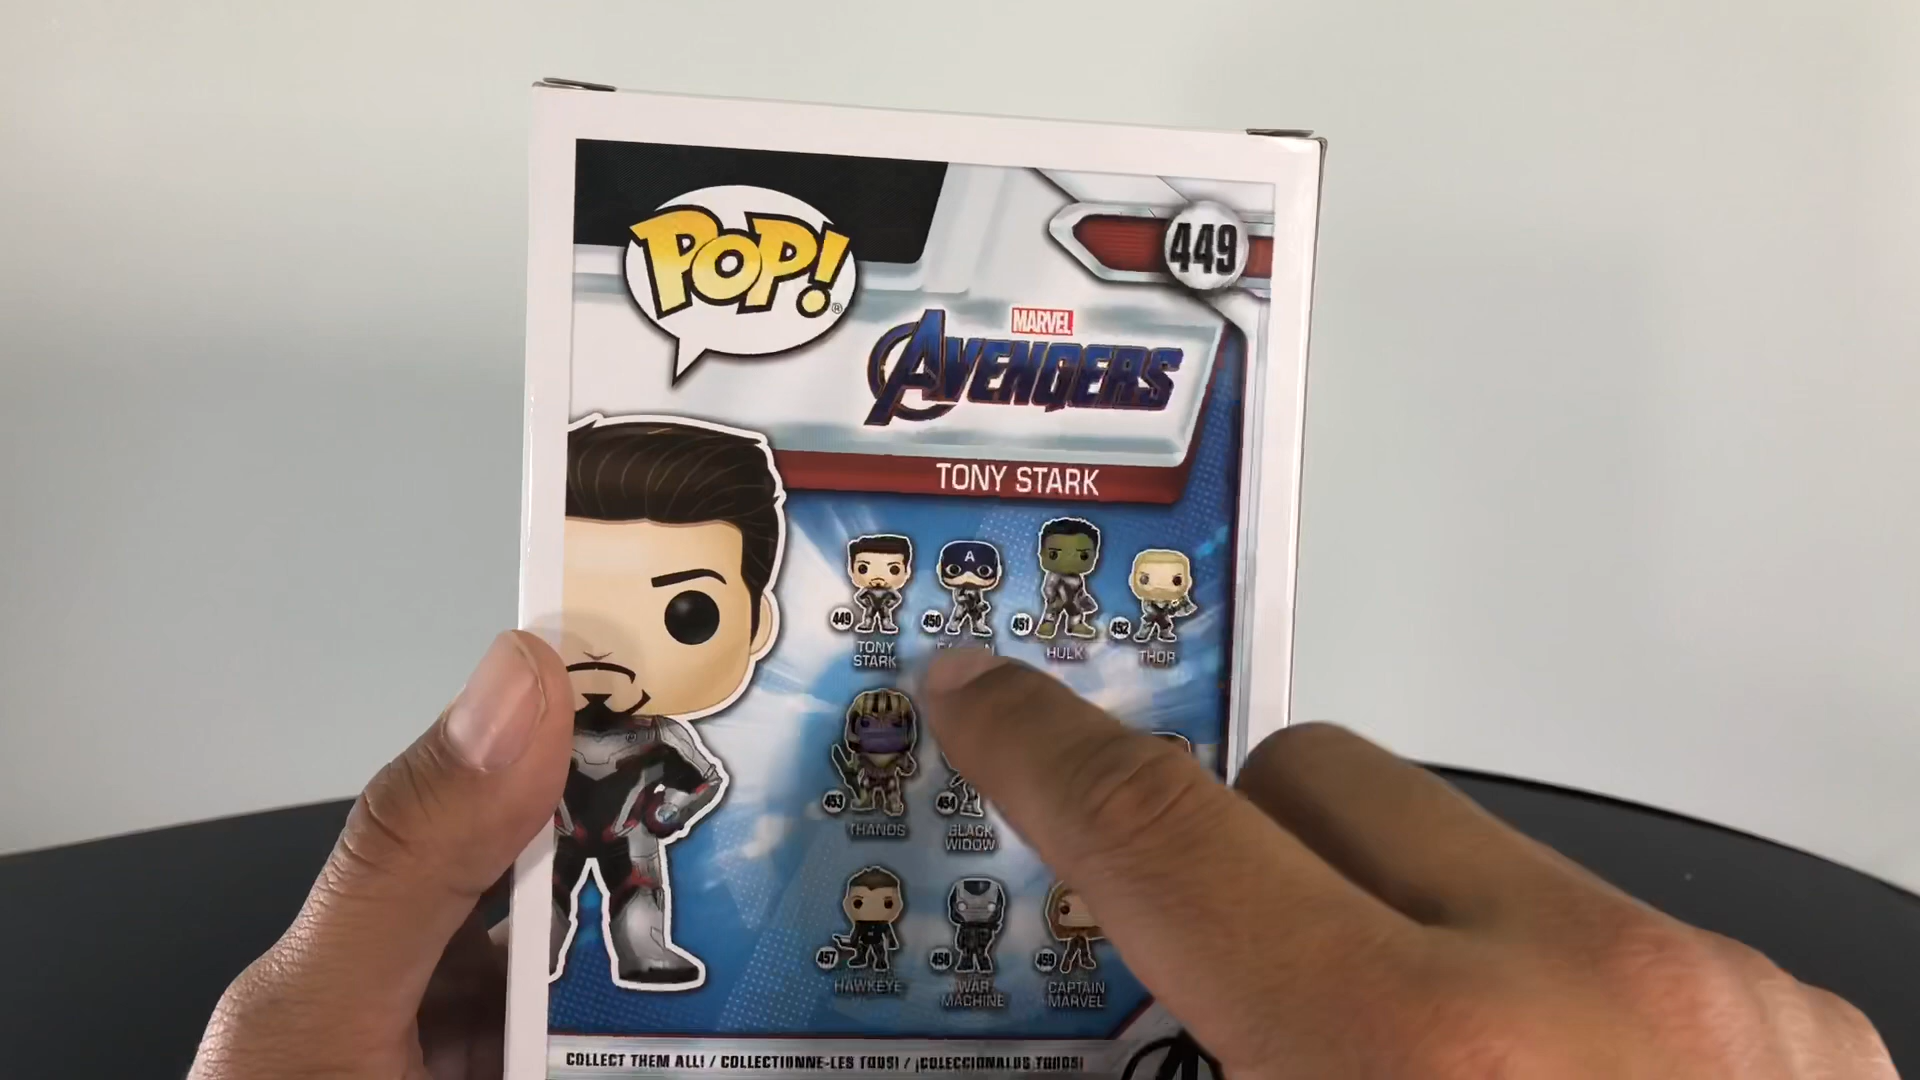 POP!®
449
MARVEL
AVENGERS
TONY STARK
A
449
450
451
452
TONY
STARK
HULK
THOR
453
454
THANOS
BLACK
WIDOW
457
458
459
HAWKEYE
WAR
MACHINE
CAPTAIN
MARVEL
COLLECT THEM ALL! / COLLECTIONNE-LES TOUS! / ¡COLECCIONALOS TODOS!